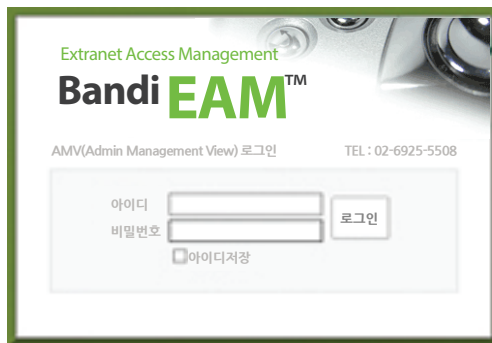 Extranet Access Management
Bandi EAM™
AMV(Admin Management View) 로그인 TEL : 02-6925-5508
아이디
비밀번호
로그인
아이디저장